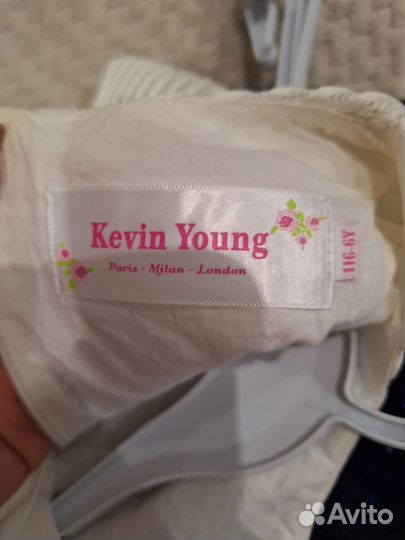 Kevin Young
Paris - Milan - London
116-6Y
Avito